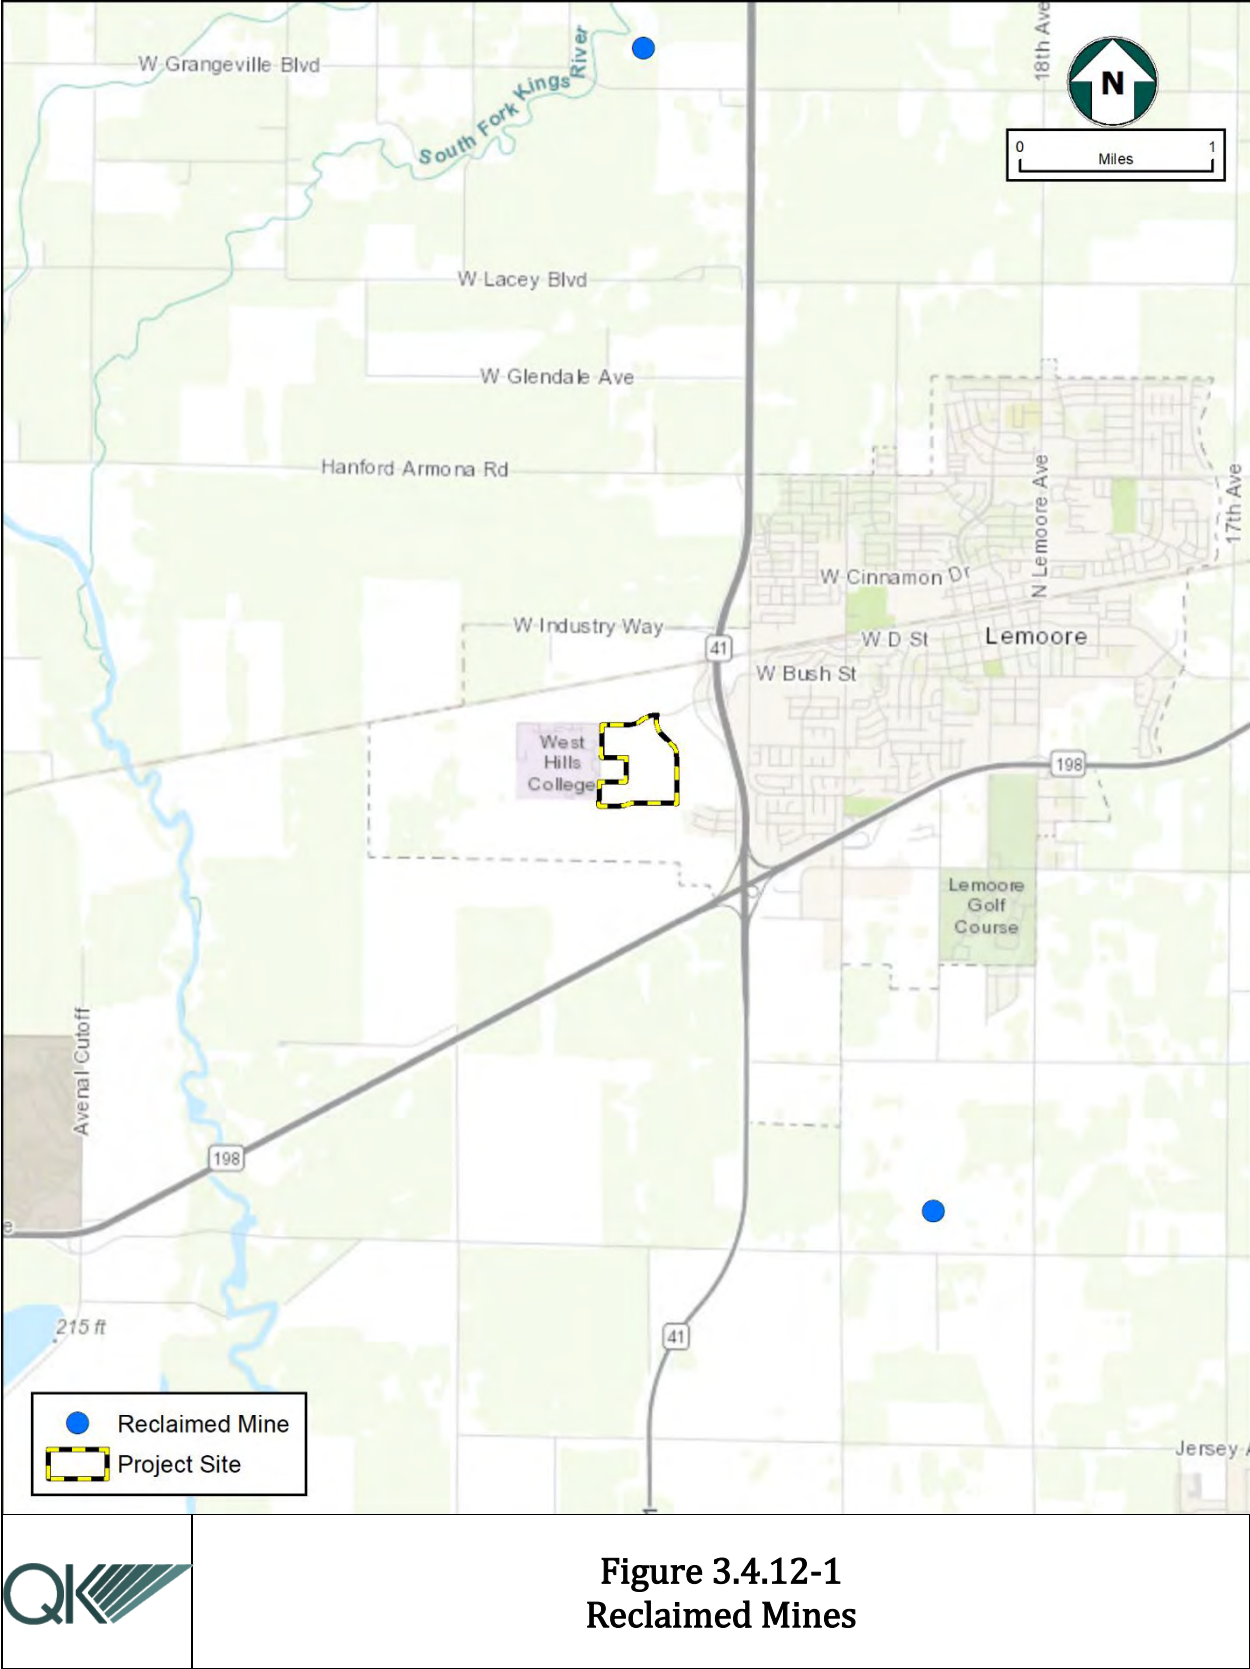 W Grangeville Blvd
South Fork Kings River
18th Ave
N
0 1
Miles
W Lacey Blvd
W Glendale Ave
Hanford Armona Rd
N Lemoore Ave
17th Ave
W Cinnamon Dr
W Industry Way
41
W D St
Lemoore
W Bush St
West
Hills
College
198
Lemoore
Golf
Course
Avenal Cutoff
198
e
41
215 ft
Reclaimed Mine
Project Site
Jersey A
QK
Figure 3.4.12-1
Reclaimed Mines